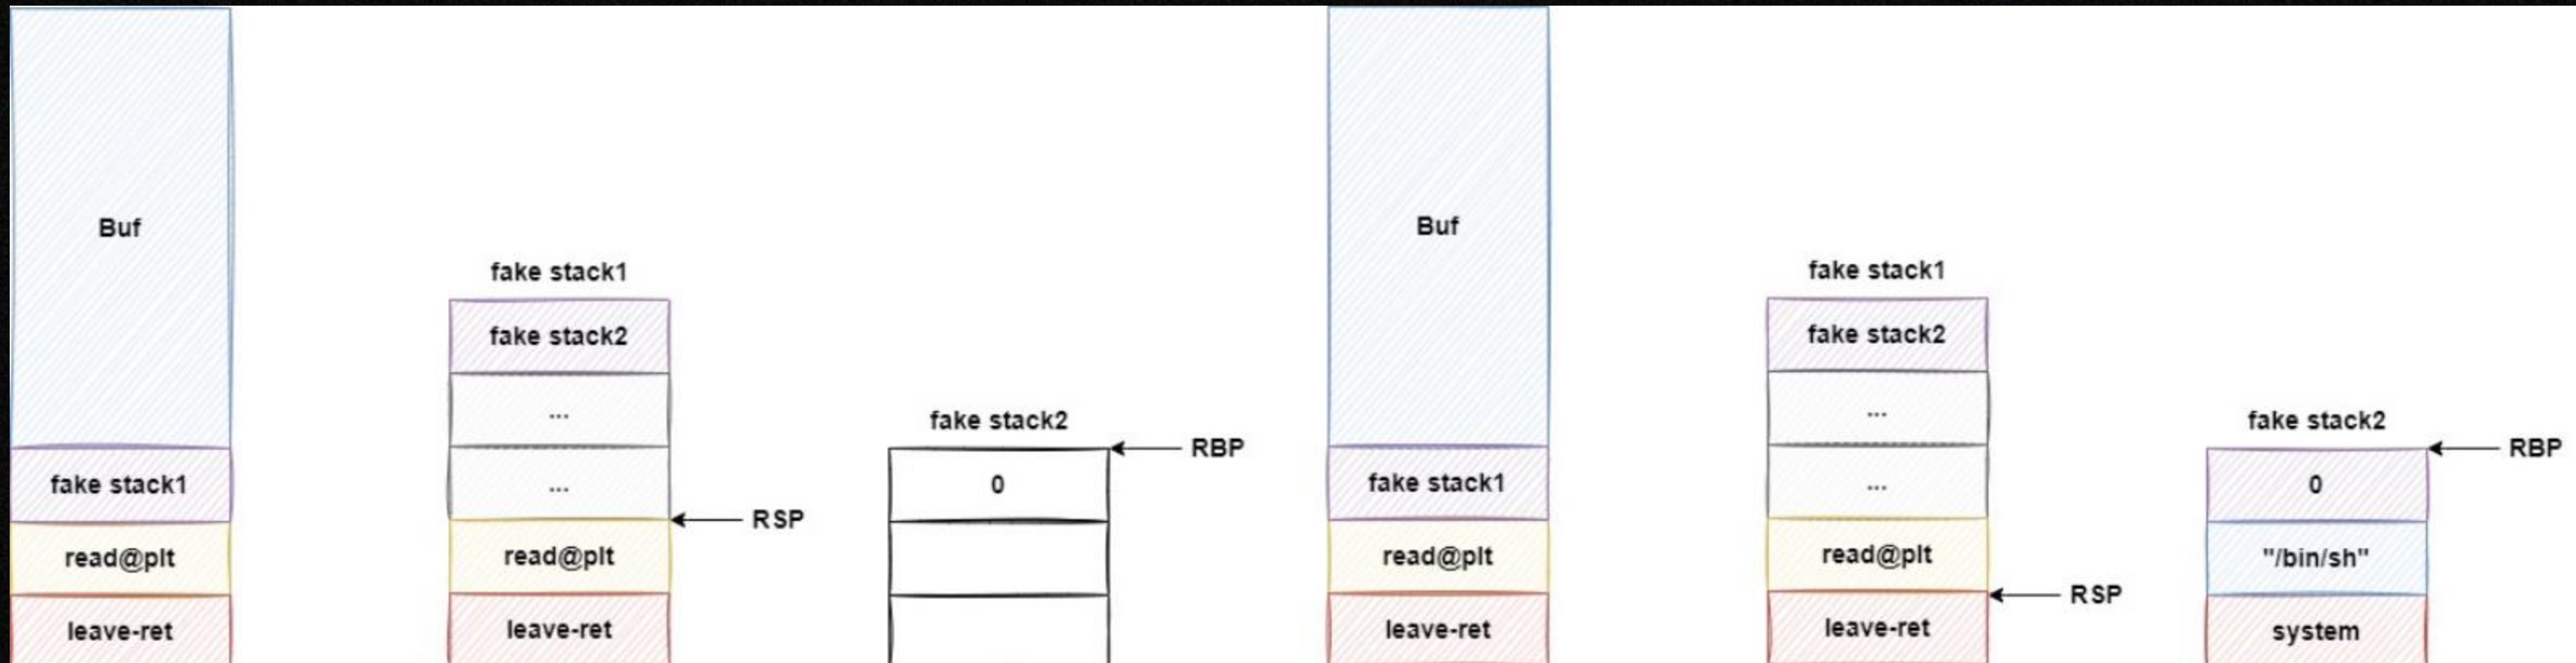 Buf
fake stack1
read@plt
leave-ret
fake stack1
fake stack2
...
...
RSP
read@plt
leave-ret
fake stack2
RBP
0
Buf
fake stack1
read@plt
leave-ret
fake stack1
fake stack2
...
...
read@plt
RSP
leave-ret
fake stack2
RBP
0
"/bin/sh"
system